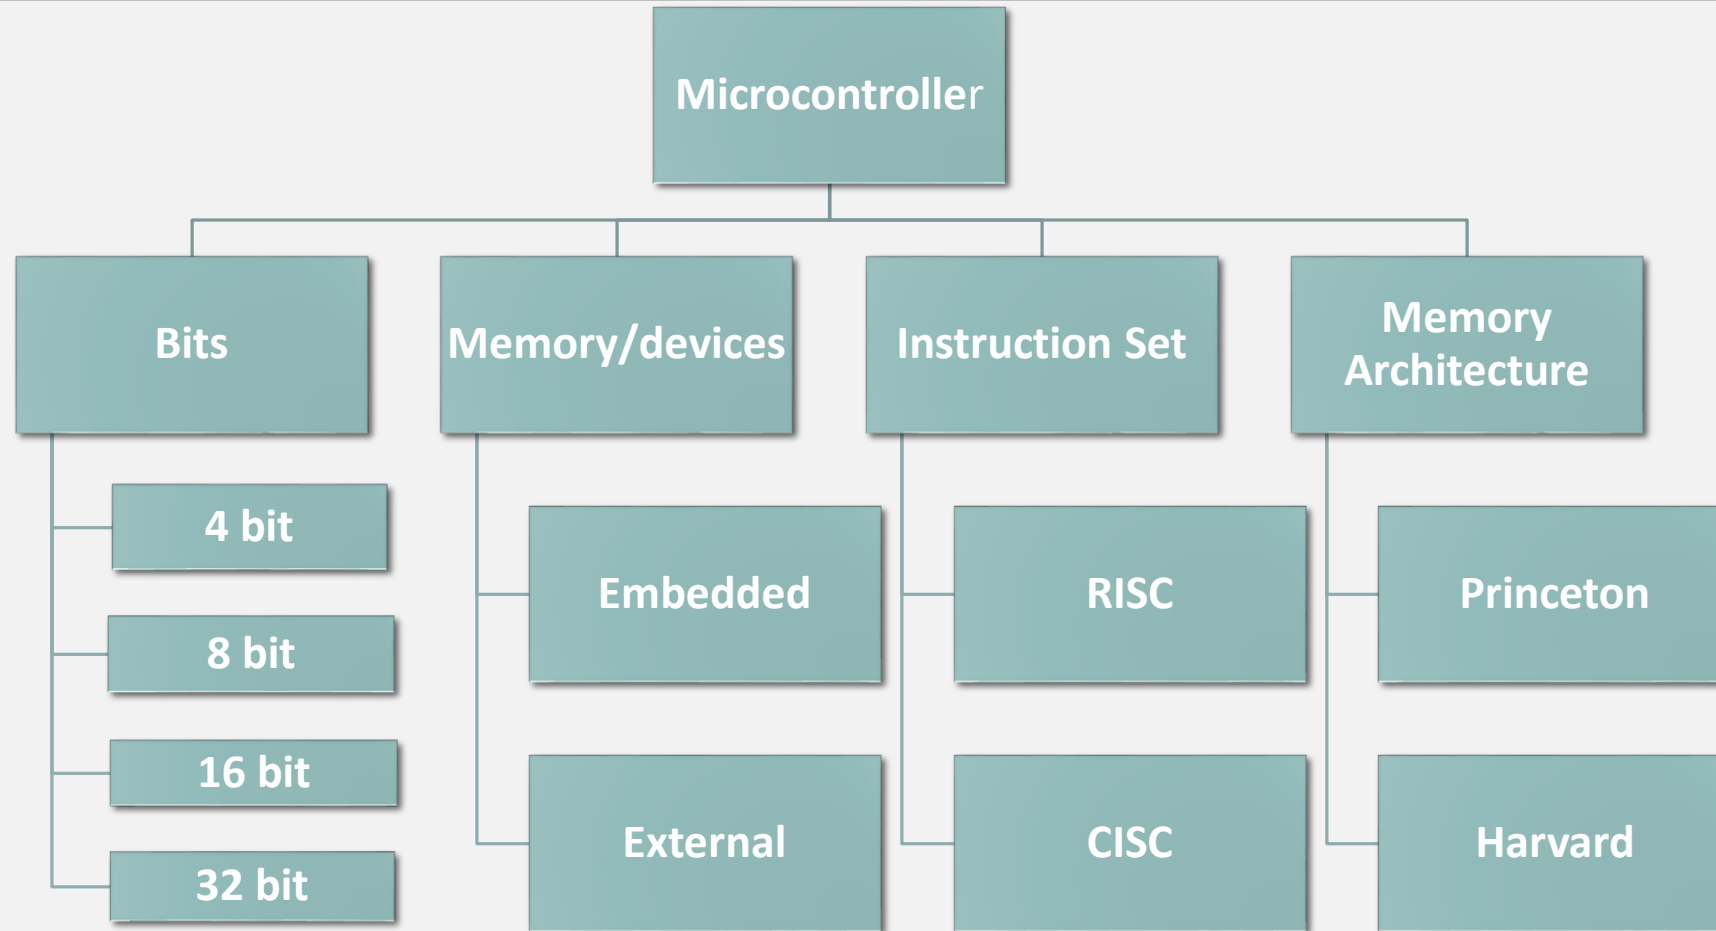 Microcontroller
Bits
Memory/devices
Instruction Set
Memory
Architecture
4 bit
8 bit
16 bit
32 bit
Embedded
External
RISC
CISC
Princeton
Harvard